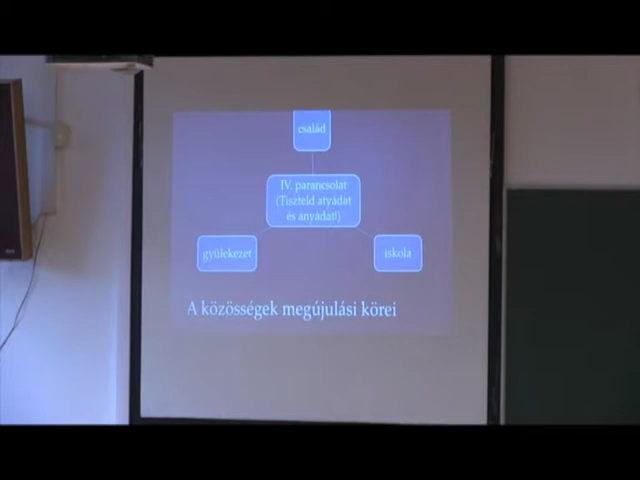 család
IV. parancsolat
(Tiszteld atyádat
és anyádat!)
gyülekezet
iskola
A közösségek megújulási körei